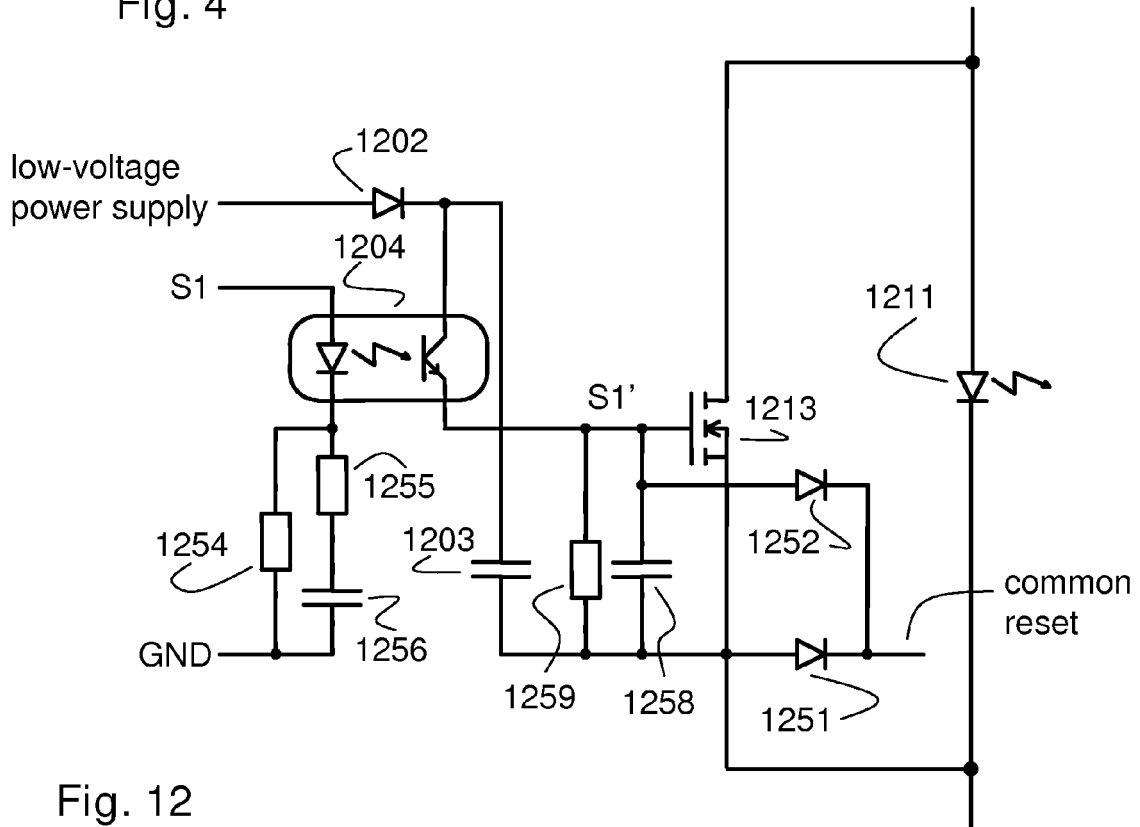 Fig. 4
1202
low-voltage
power supply
1204
S1
1211
S1’
1213
1255
1252
1254
1203
common
reset
GND
1256
1259
1258
1251
Fig. 12